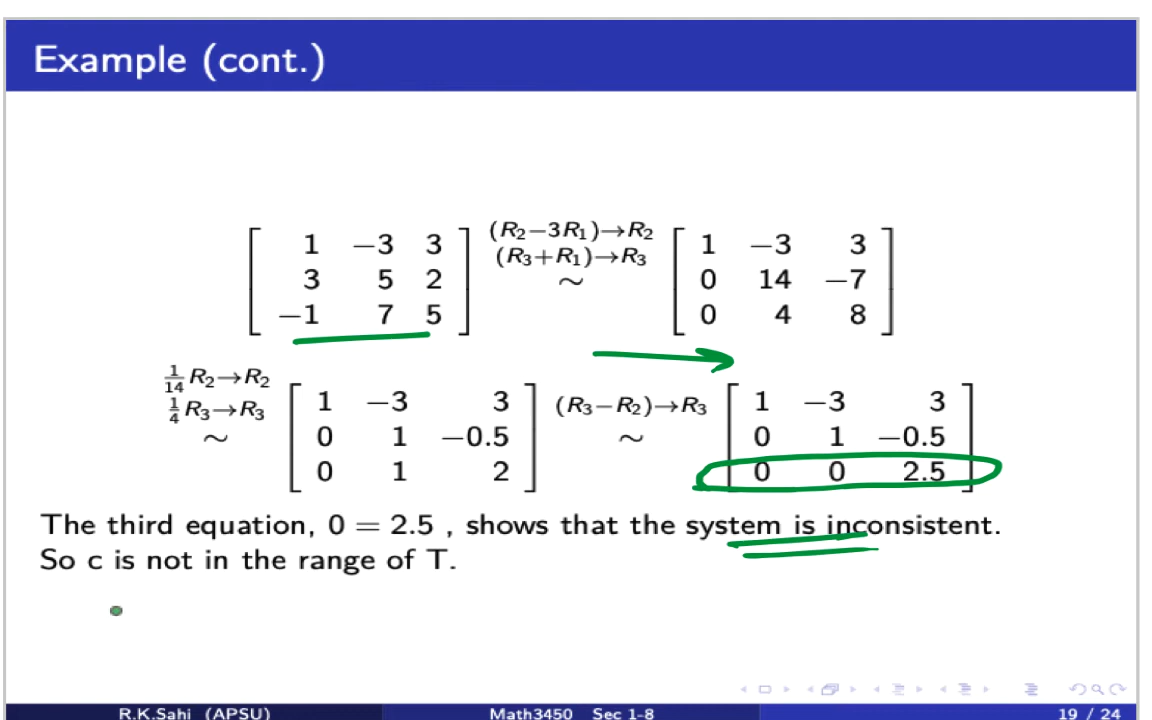 Example (cont.)
(R₂−3R₁)→R₂
(R₃+R₁)→R₃
1 −3 3 ∼ 1 −3 3
3 5 2 0 14 −7
−1 7 5 0 4 8
1/14 R₂→R₂
1/4 R₃→R₃ 1 −3 3 (R₃−R₂)→R₃ 1 −3 3
∼ 0 1 −0.5 ∼ 0 1 −0.5
0 1 2 0 0 2.5
The third equation, 0 = 2.5 , shows that the system is inconsistent.
So c is not in the range of T.
R.K.Sahi (APSU) Math3450 Sec 1-8 19 / 24